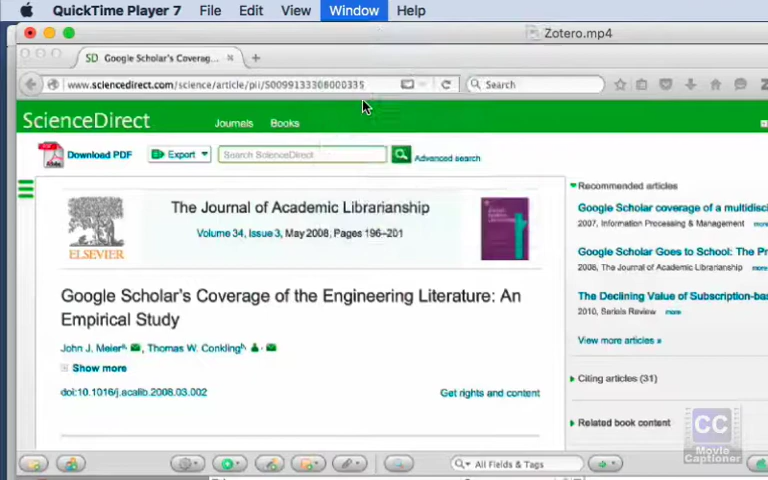 QuickTime Player 7 File Edit View Window Help
Zotero.mp4
SD Google Scholar's Coverag...
www.sciencedirect.com/science/article/pii/S0099133308000335
Search
ScienceDirect
Journals Books
Download PDF
Export
Search ScienceDirect
Advanced search
ELSEVIER
The Journal of Academic Librarianship
Volume 34, Issue 3, May 2008, Pages 196–201
Google Scholar's Coverage of the Engineering Literature: An
Empirical Study
John J. Meierᵃ, Thomas W. Conklingᵇ,
Show more
doi:10.1016/j.acalib.2008.03.002
Get rights and content
Recommended articles
Google Scholar coverage of a multidisci
2007, Information Processing & Management more
Google Scholar Goes to School: The Pr
2008, The Journal of Academic Librarianship more
The Declining Value of Subscription-bas
2010, Serials Review more
View more articles »
Citing articles (31)
Related book content
CC
Movie
Captioner
All Fields & Tags